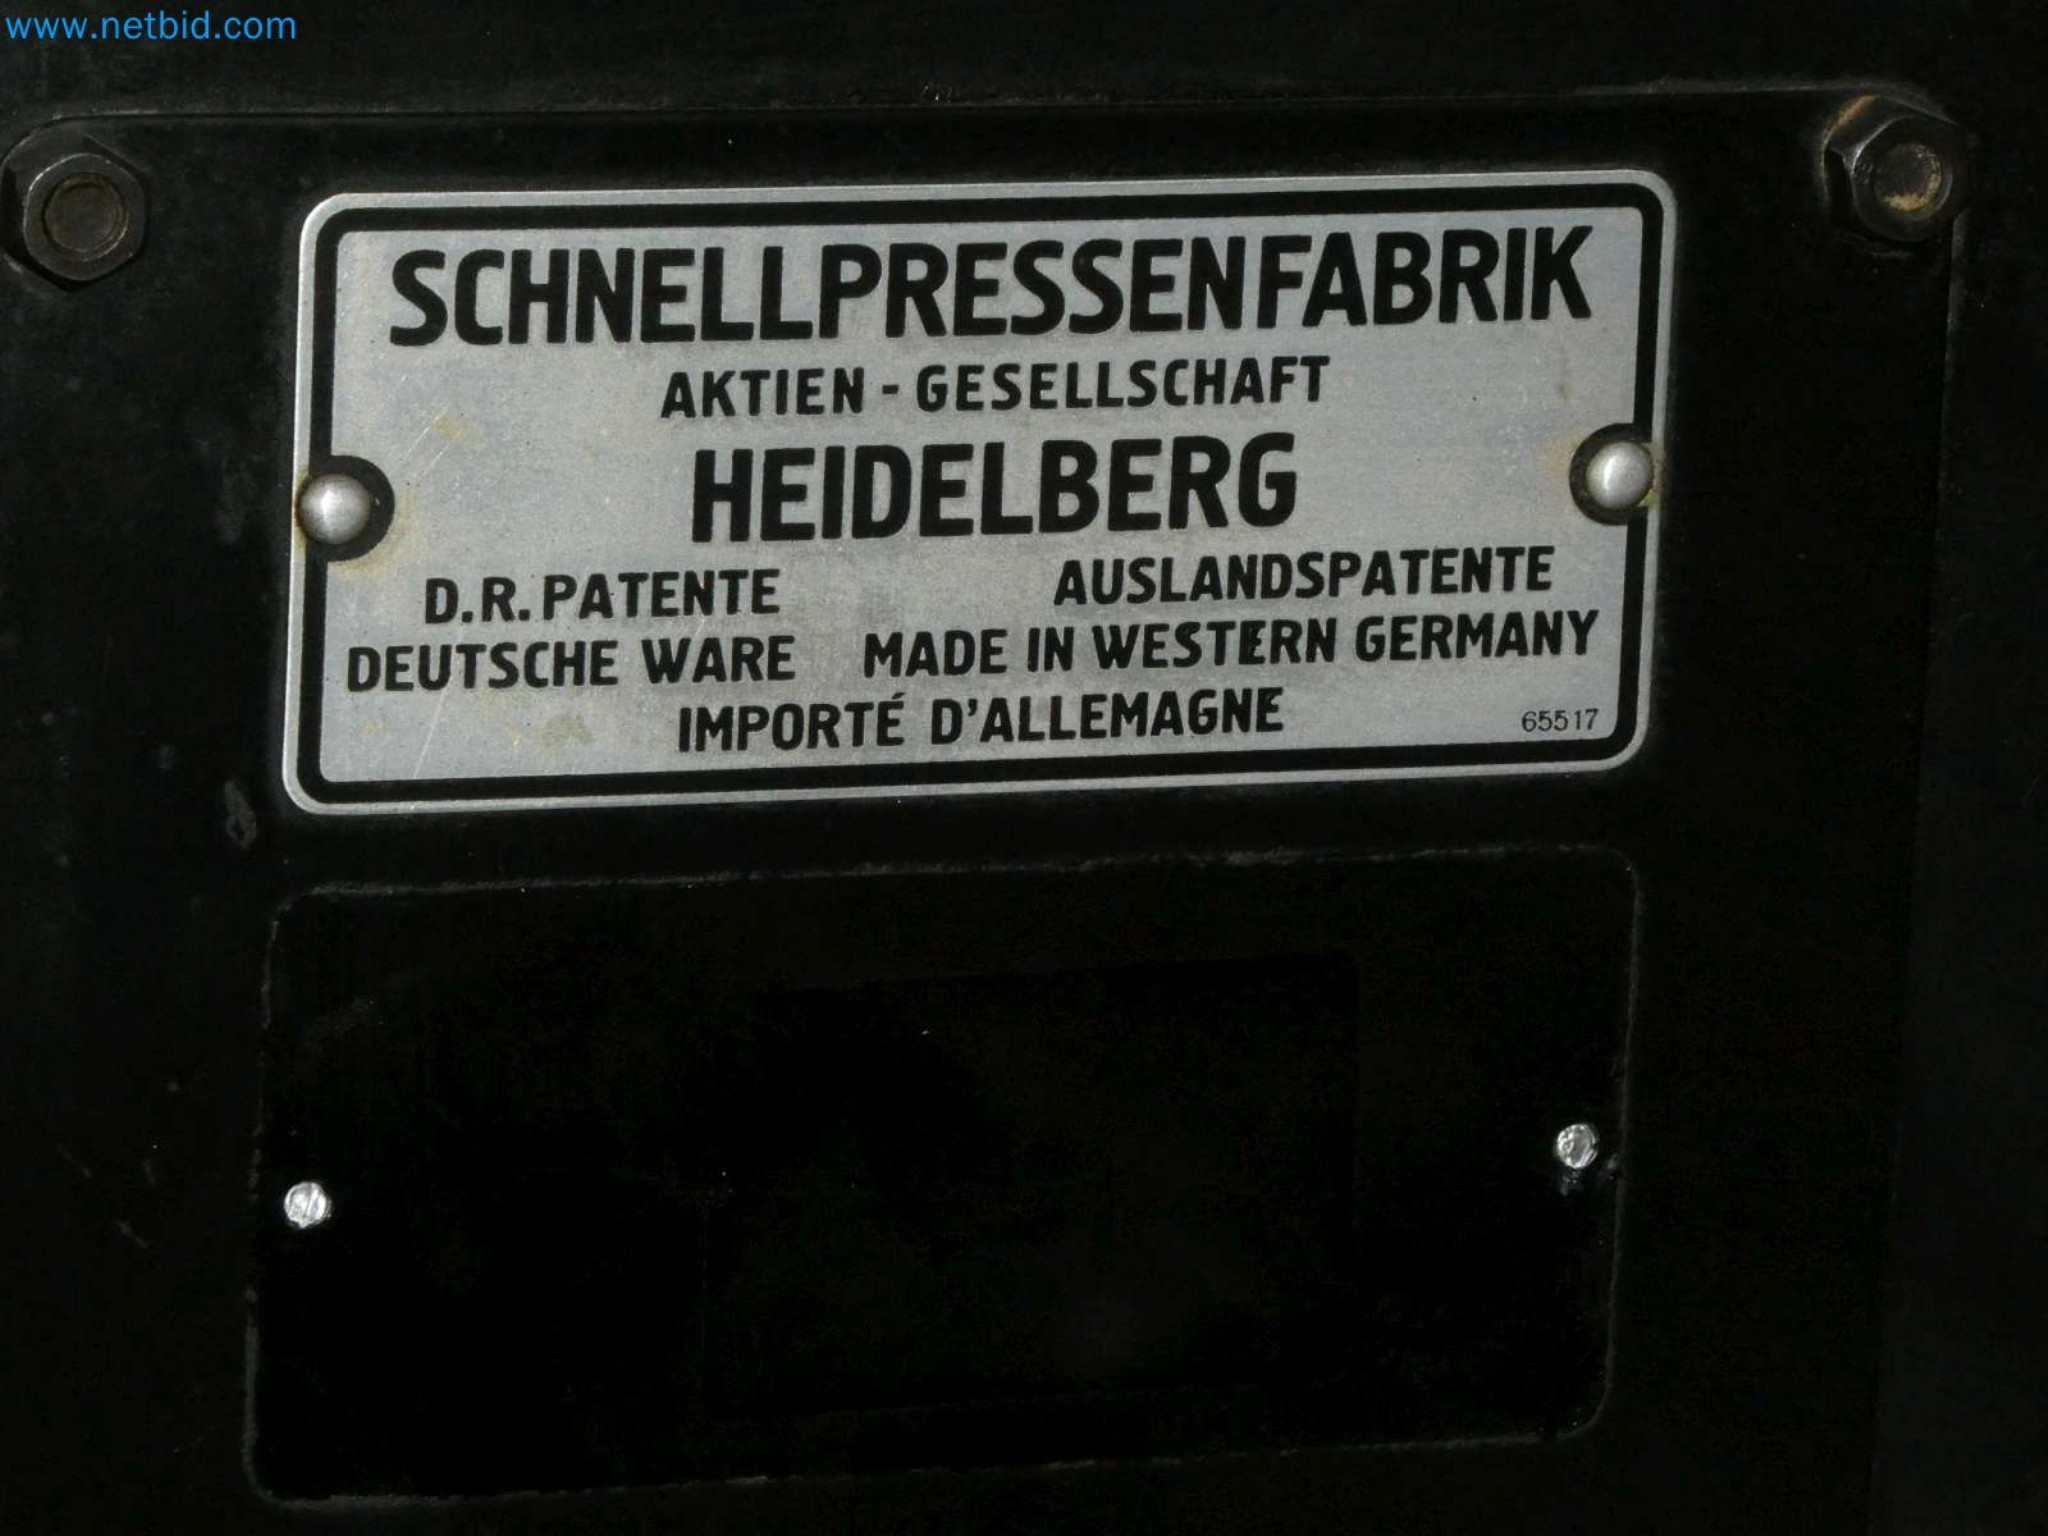 www.netbid.com
SCHNELLPRESSENFABRIK
AKTIEN - GESELLSCHAFT
HEIDELBERG
D.R. PATENTE AUSLANDSPATENTE
DEUTSCHE WARE MADE IN WESTERN GERMANY
IMPORTÉ D'ALLEMAGNE
65517